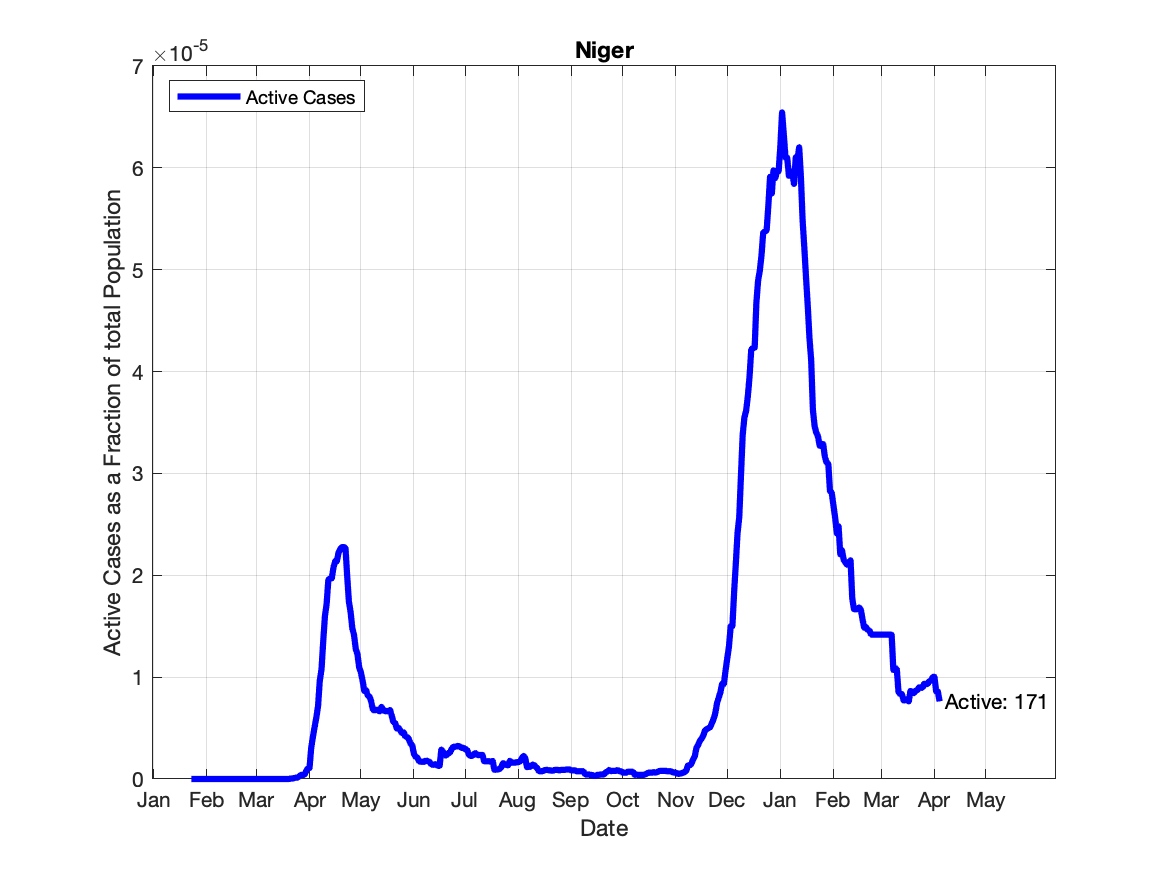 Niger
×10-5
Active Cases
7
6
5
4
3
2
1
0
Active Cases as a Fraction of total Population
Active: 171
Jan Feb Mar Apr May Jun Jul Aug Sep Oct Nov Dec Jan Feb Mar Apr May
Date